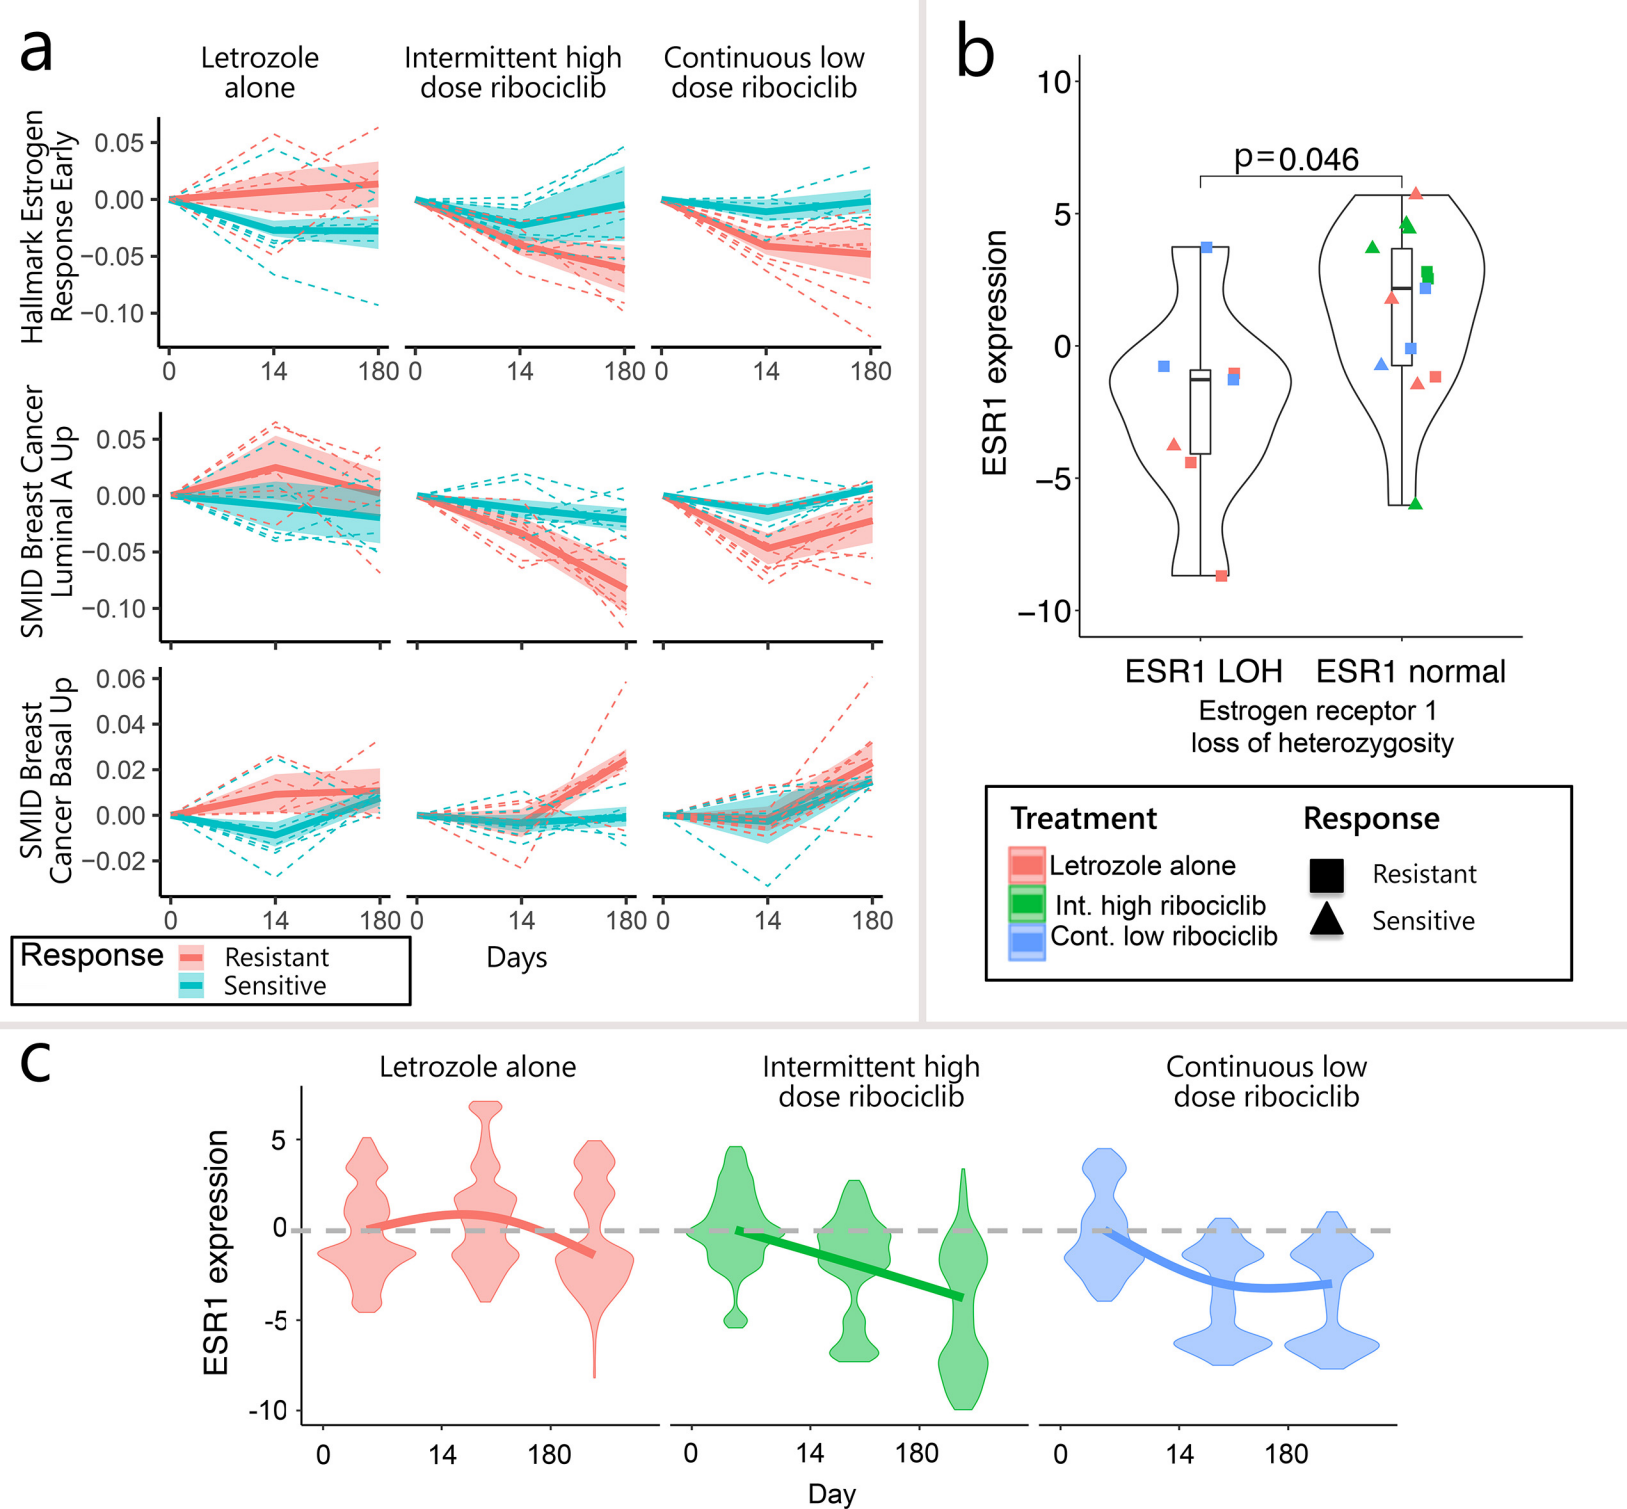 a
Letrozole
alone
Intermittent high
dose ribociclib
Continuous low
dose ribociclib
Hallmark Estrogen
Response Early
0.05
0.00
−0.05
−0.10
0 14 180 0 14 180 0 14 180
SMID Breast Cancer
Luminal A Up
0.05
0.00
−0.05
−0.10
SMID Breast
Cancer Basal Up
0.06
0.04
0.02
0.00
−0.02
0 14 180 0 14 180 0 14 180
Days
Response
Resistant
Sensitive
b
ESR1 expression
10
5
0
−5
−10
p=0.046
ESR1 LOH ESR1 normal
Estrogen receptor 1
loss of heterozygosity
Treatment
Letrozole alone
Int. high ribociclib
Cont. low ribociclib
Response
Resistant
Sensitive
c
Letrozole alone
Intermittent high
dose ribociclib
Continuous low
dose ribociclib
ESR1 expression
5
0
-5
-10
0 14 180 0 14 180 0 14 180
Day